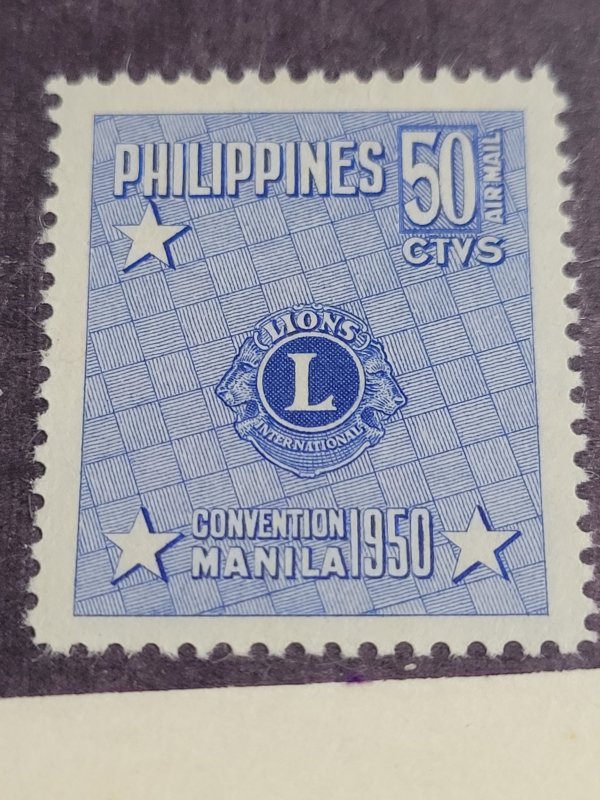 PHILIPPINES
50
AIR MAIL
CTVS
LIONS
L
INTERNATIONAL
CONVENTION
MANILA 1950